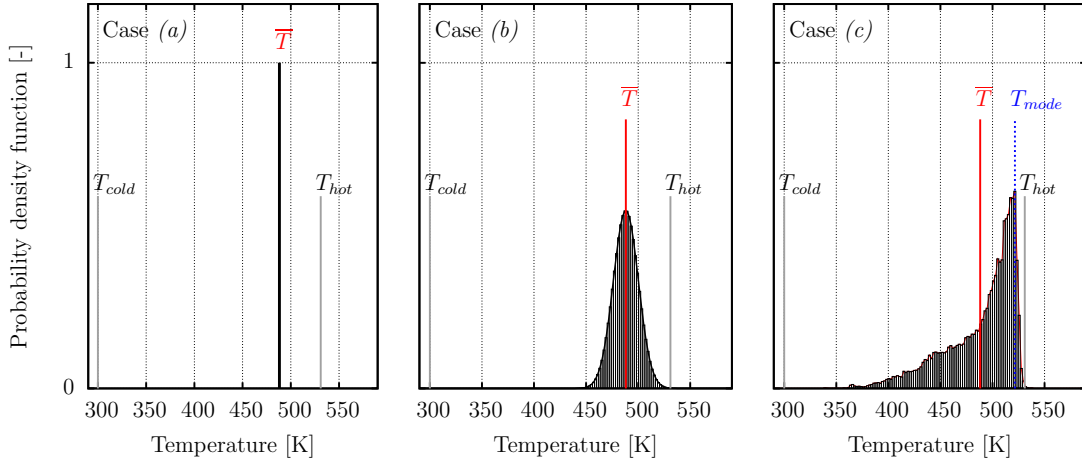 Probability density function [-]
1
0
Case (a)
T̅
T_cold
T_hot
300 350 400 450 500 550
Temperature [K]
Case (b)
T̅
T_cold
T_hot
300 350 400 450 500 550
Temperature [K]
Case (c)
T̅
T_mode
T_cold
T_hot
300 350 400 450 500 550
Temperature [K]